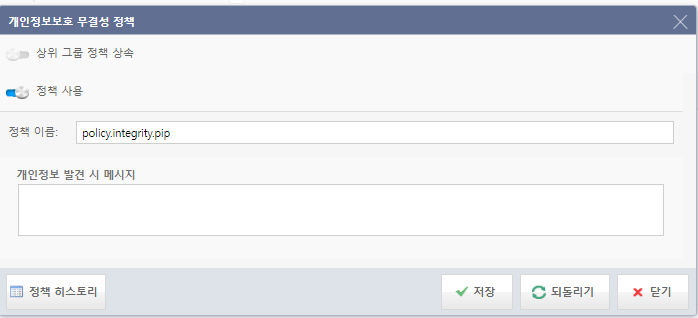 개인정보보호 무결성 정책
상위 그룹 정책 상속
정책 사용
정책 이름: policy.integrity.pip
개인정보 발견 시 메시지
정책 히스토리 저장 되돌리기 닫기